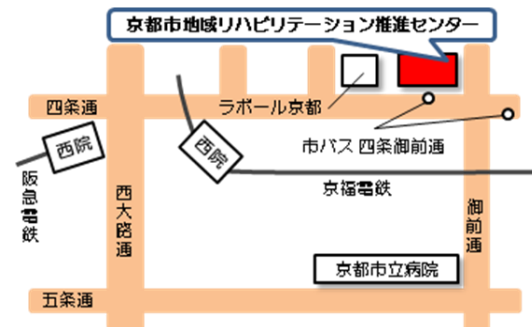 京都市地域リハビリテーション推進センター
四条通
ラボール京都
西院
西院
市バス 四条御前通
阪急電鉄
京福電鉄
西大路通
御前通
京都市立病院
五条通